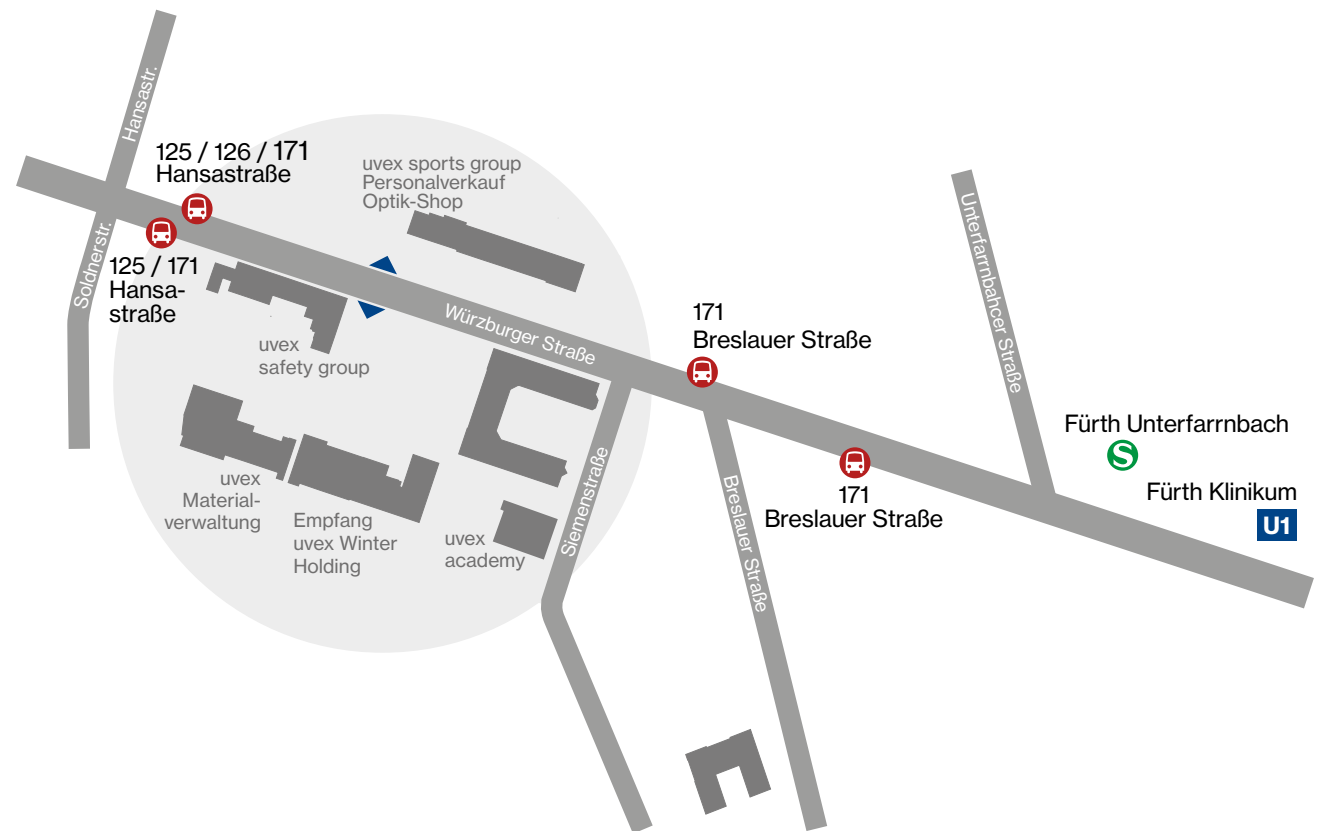 Hansastr.
125 / 126 / 171
Hansastraße
uvex sports group
Personalverkauf
Optik-Shop
Soldnerstr.
125 / 171
Hansa-
straße
Würzburger Straße
uvex
safety group
171
Breslauer Straße
Unterfarrnbahcer Straße
Fürth Unterfarrnbach
S
Fürth Klinikum
U1
171
Breslauer Straße
Breslauer Straße
Siemenstraße
uvex
Material-
verwaltung
Empfang
uvex Winter
Holding
uvex
academy